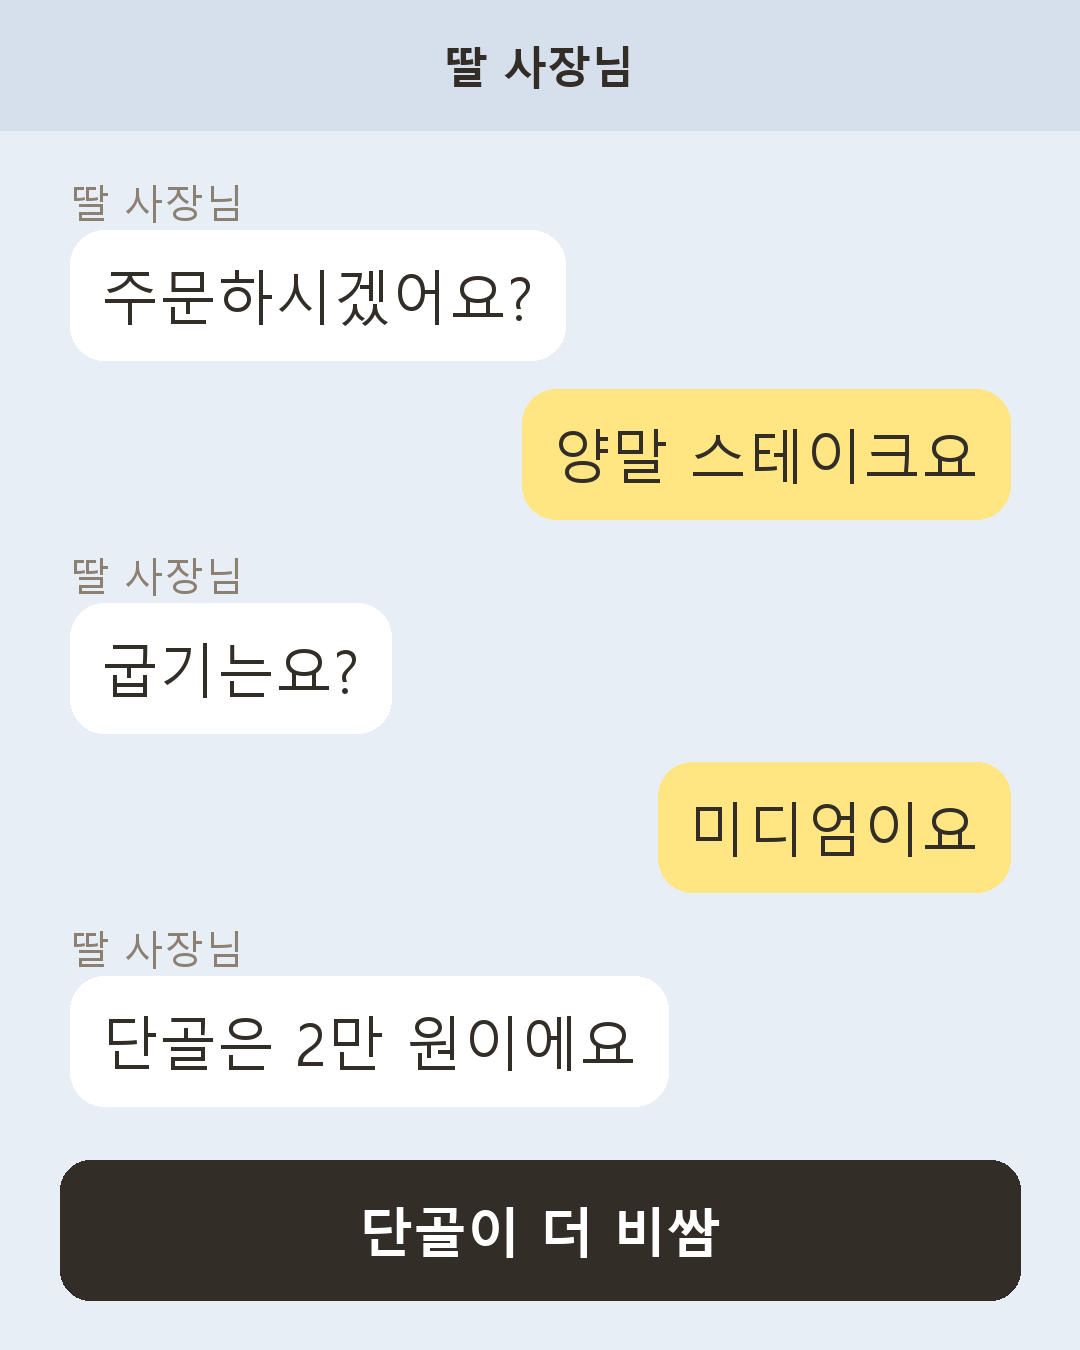 딸 사장님
딸 사장님
주문하시겠어요?
양말 스테이크요
딸 사장님
굽기는요?
미디엄이요
딸 사장님
단골은 2만 원이에요
단골이 더 비쌈